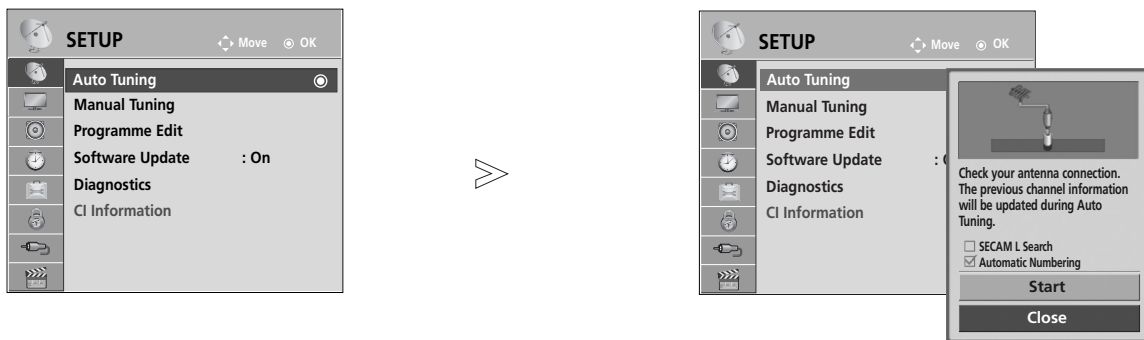 SETUP
Move OK
Auto Tuning
Manual Tuning
Programme Edit
Software Update : On
Diagnostics
CI Information
SETUP
Move OK
Auto Tuning
Manual Tuning
Programme Edit
Software Update :
Diagnostics
CI Information
Check your antenna connection.
The previous channel information
will be updated during Auto
Tuning.
SECAM L Search
Automatic Numbering
Start
Close